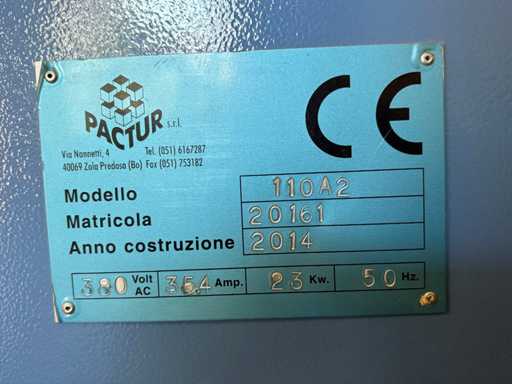 PACTUR s.r.l.
Via Nannetti, 4 Tel. (051) 6167287
40069 Zola Predosa (Bo) Fax (051) 753182
CE
Modello 110A2
Matricola 20161
Anno costruzione 2014
380 Volt AC 35,4 Amp. 23 Kw. 50 Hz.